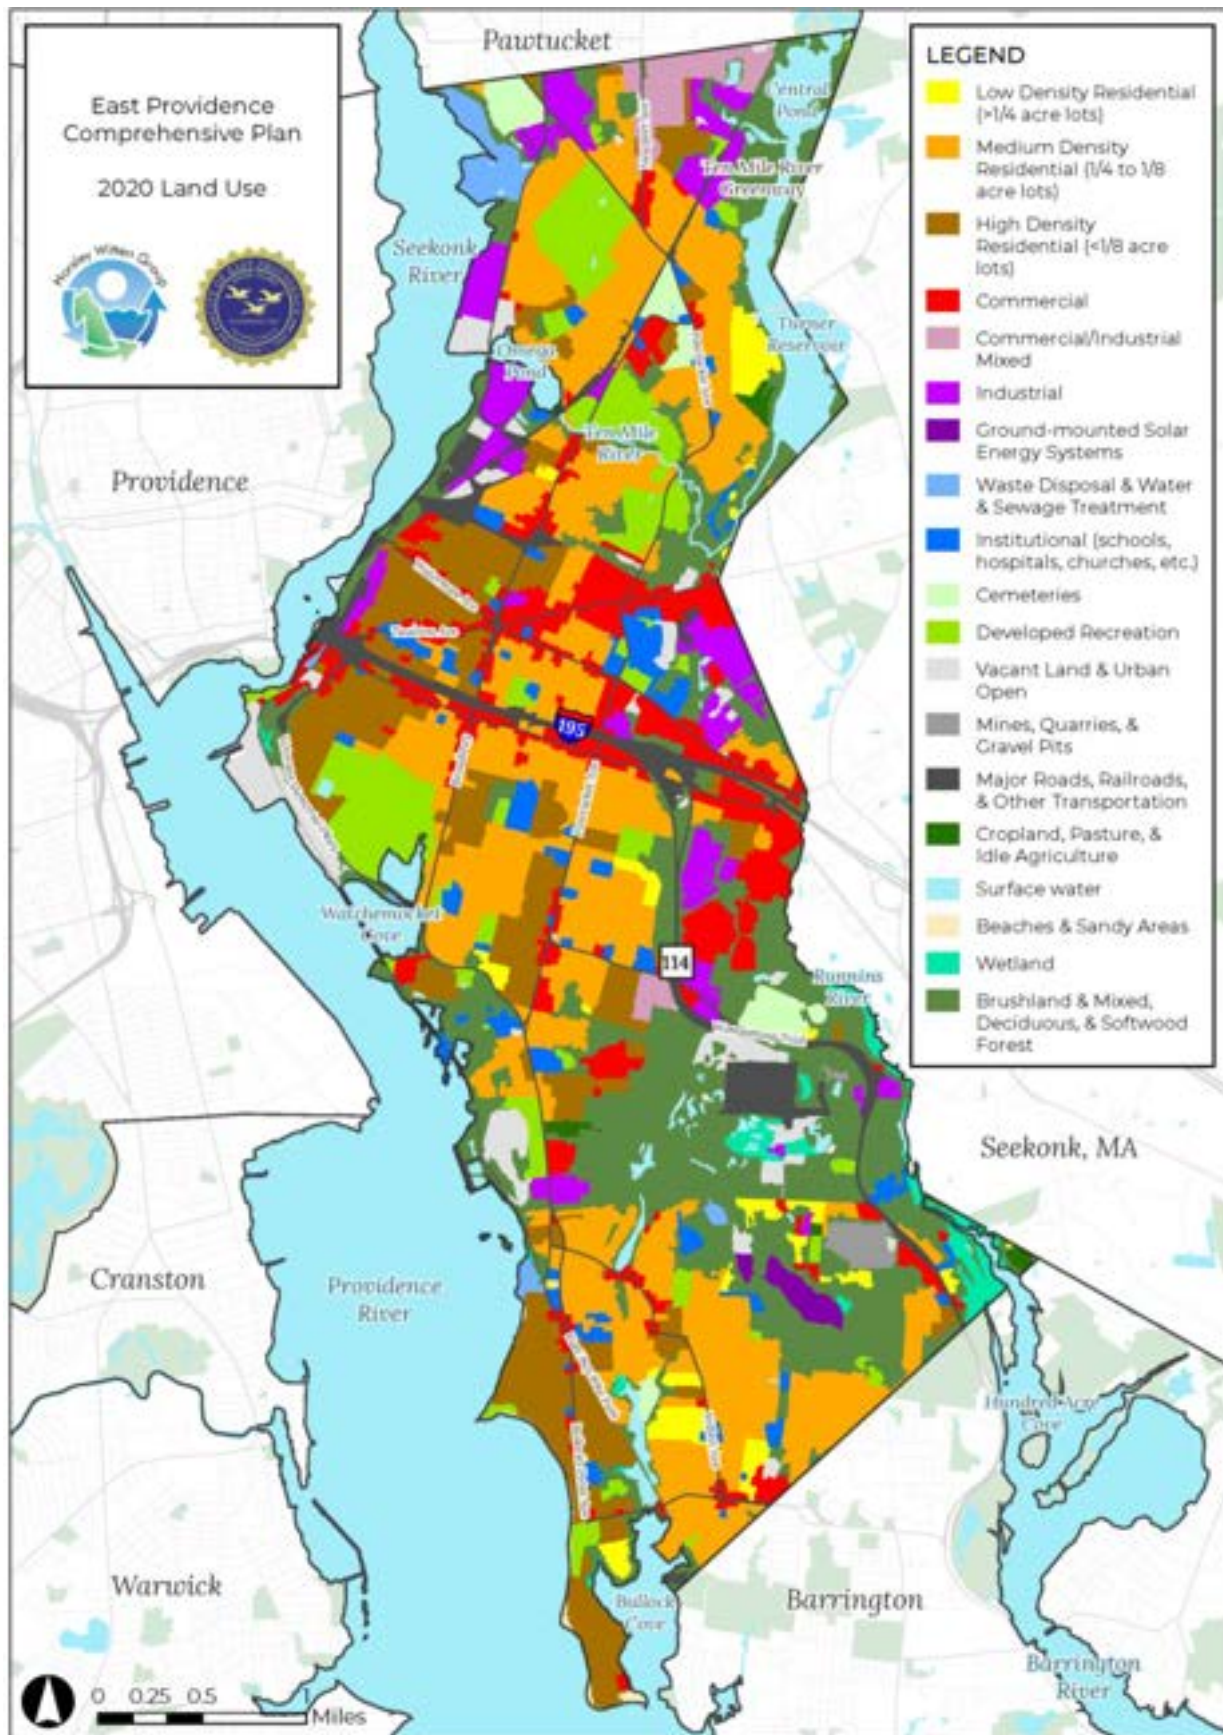 East Providence
Comprehensive Plan
2020 Land Use
Horsley Witten Group
Pawtucket
Central
Pond
Ten Mile River
Greenway
Seekonk
River
Turner
Reservoir
Omega
Pond
Ten Mile
River
Providence
195
Watchemocket
Cove
114
Runnins
River
Seekonk, MA
Cranston
Providence
River
Hundred Acre
Cove
Warwick
Bullock
Cove
Barrington
Barrington
River
0 0.25 0.5 1
Miles
LEGEND
Low Density Residential
(>1/4 acre lots)
Medium Density
Residential (1/4 to 1/8
acre lots)
High Density
Residential (<1/8 acre
lots)
Commercial
Commercial/Industrial
Mixed
Industrial
Ground-mounted Solar
Energy Systems
Waste Disposal & Water
& Sewage Treatment
Institutional (schools,
hospitals, churches, etc.)
Cemeteries
Developed Recreation
Vacant Land & Urban
Open
Mines, Quarries, &
Gravel Pits
Major Roads, Railroads,
& Other Transportation
Cropland, Pasture, &
Idle Agriculture
Surface water
Beaches & Sandy Areas
Wetland
Brushland & Mixed,
Deciduous, & Softwood
Forest